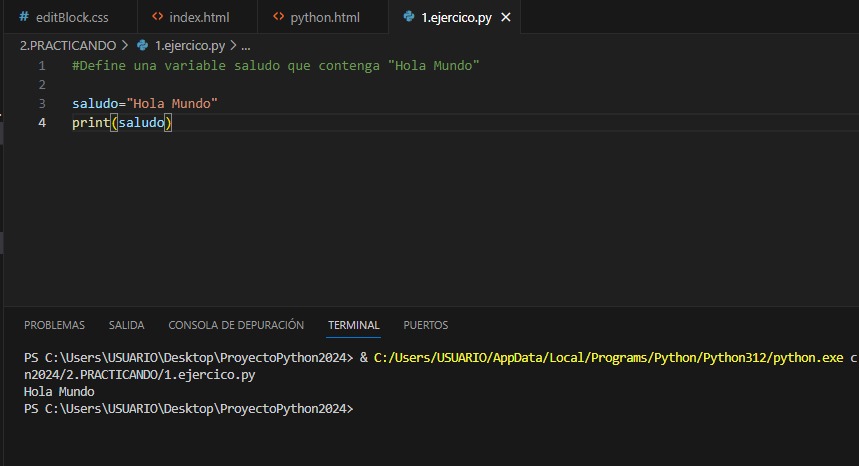 # editBlock.css <> index.html <> python.html 1.ejercico.py ×
2.PRACTICANDO > 1.ejercico.py > ...
1 #Define una variable saludo que contenga "Hola Mundo"
2
3 saludo="Hola Mundo"
4 print(saludo)
PROBLEMAS SALIDA CONSOLA DE DEPURACIÓN TERMINAL PUERTOS
PS C:\Users\USUARIO\Desktop\ProyectoPython2024> & C:/Users/USUARIO/AppData/Local/Programs/Python/Python312/python.exe c
n2024/2.PRACTICANDO/1.ejercico.py
Hola Mundo
PS C:\Users\USUARIO\Desktop\ProyectoPython2024>